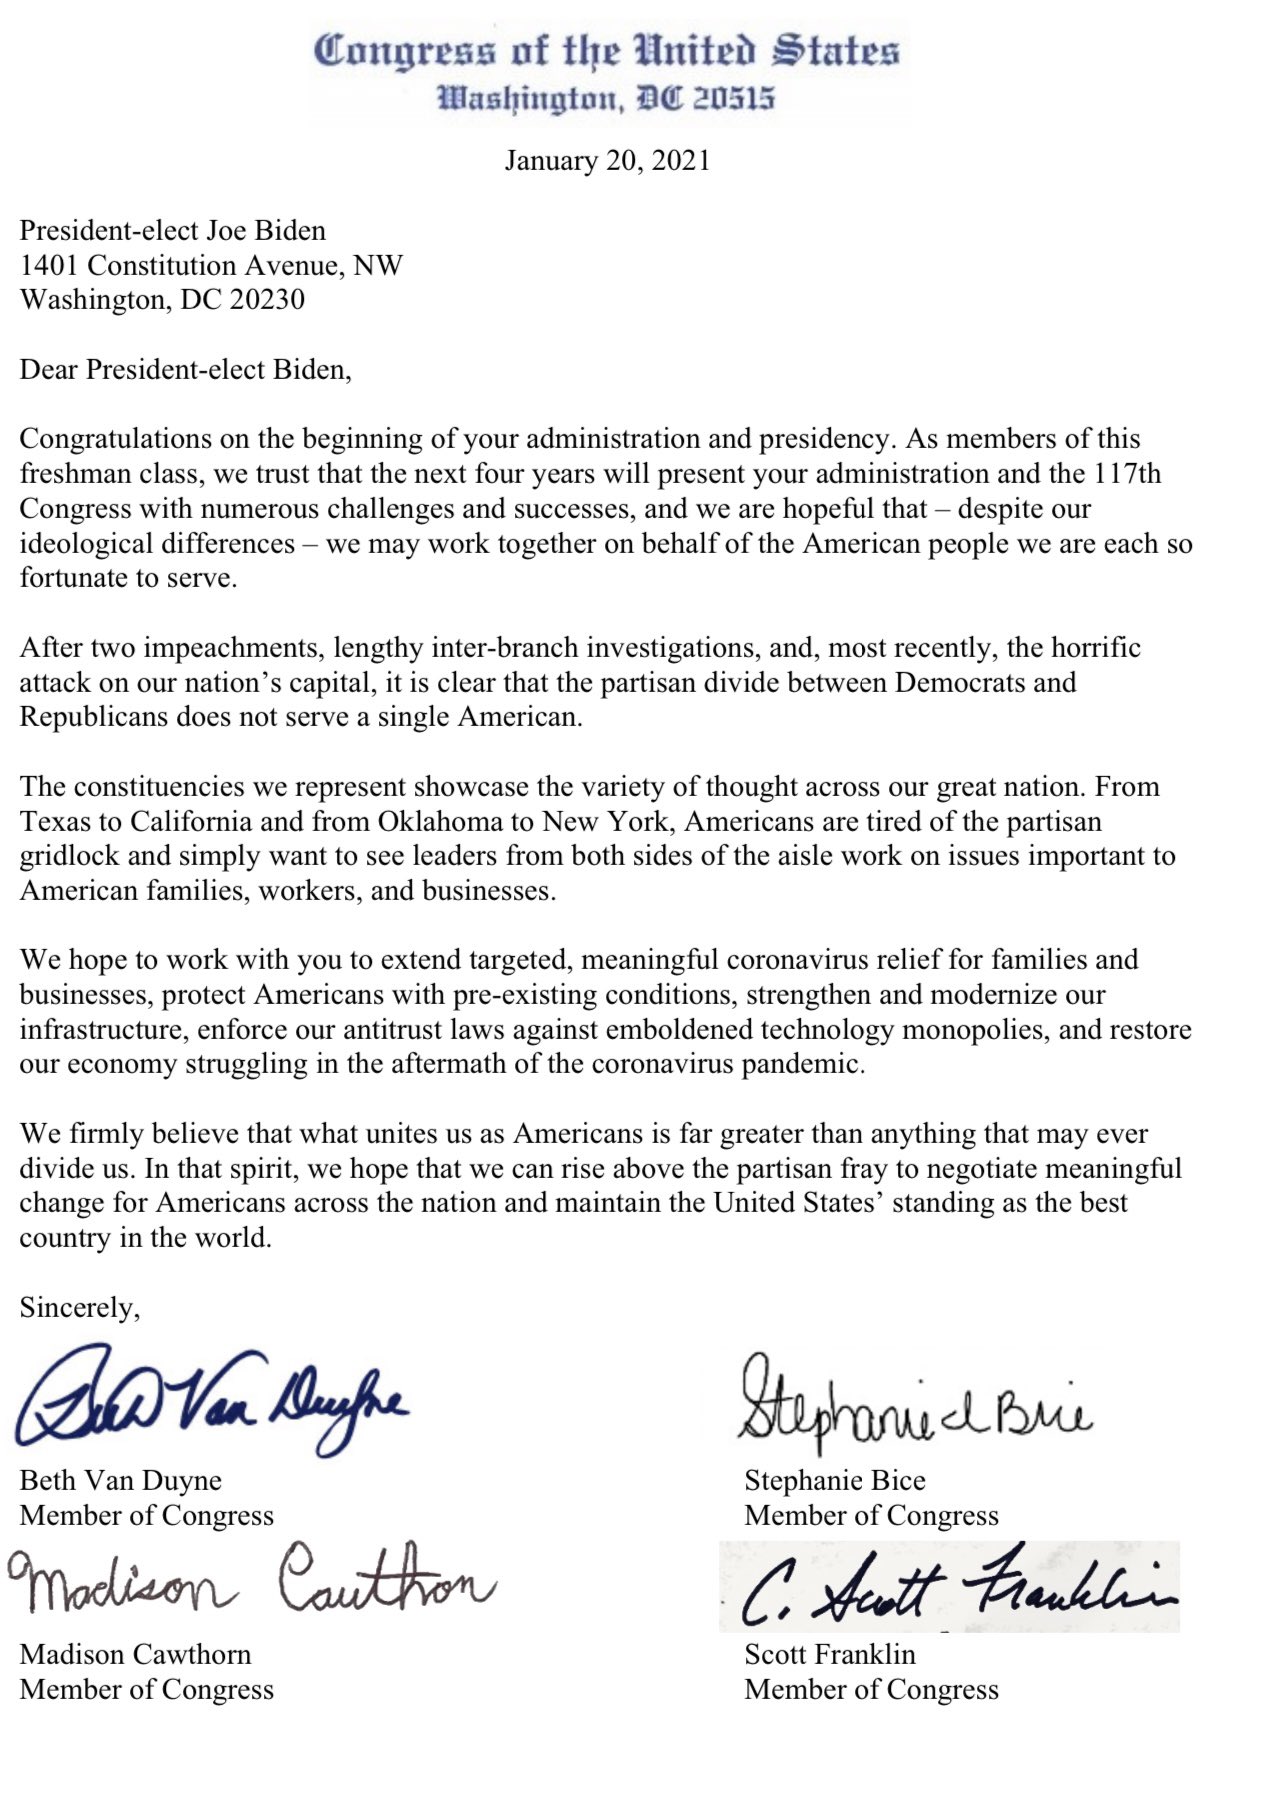 Congress of the United States
Washington, DC 20515
January 20, 2021
President-elect Joe Biden
1401 Constitution Avenue, NW
Washington, DC 20230
Dear President-elect Biden,
Congratulations on the beginning of your administration and presidency. As members of this
freshman class, we trust that the next four years will present your administration and the 117th
Congress with numerous challenges and successes, and we are hopeful that – despite our
ideological differences – we may work together on behalf of the American people we are each so
fortunate to serve.
After two impeachments, lengthy inter-branch investigations, and, most recently, the horrific
attack on our nation’s capital, it is clear that the partisan divide between Democrats and
Republicans does not serve a single American.
The constituencies we represent showcase the variety of thought across our great nation. From
Texas to California and from Oklahoma to New York, Americans are tired of the partisan
gridlock and simply want to see leaders from both sides of the aisle work on issues important to
American families, workers, and businesses.
We hope to work with you to extend targeted, meaningful coronavirus relief for families and
businesses, protect Americans with pre-existing conditions, strengthen and modernize our
infrastructure, enforce our antitrust laws against emboldened technology monopolies, and restore
our economy struggling in the aftermath of the coronavirus pandemic.
We firmly believe that what unites us as Americans is far greater than anything that may ever
divide us. In that spirit, we hope that we can rise above the partisan fray to negotiate meaningful
change for Americans across the nation and maintain the United States’ standing as the best
country in the world.
Sincerely,
Beth Van Duyne
Stephanie Bice
Beth Van Duyne
Stephanie Bice
Member of Congress
Member of Congress
Madison Cawthorn
C. Scott Franklin
Madison Cawthorn
Scott Franklin
Member of Congress
Member of Congress